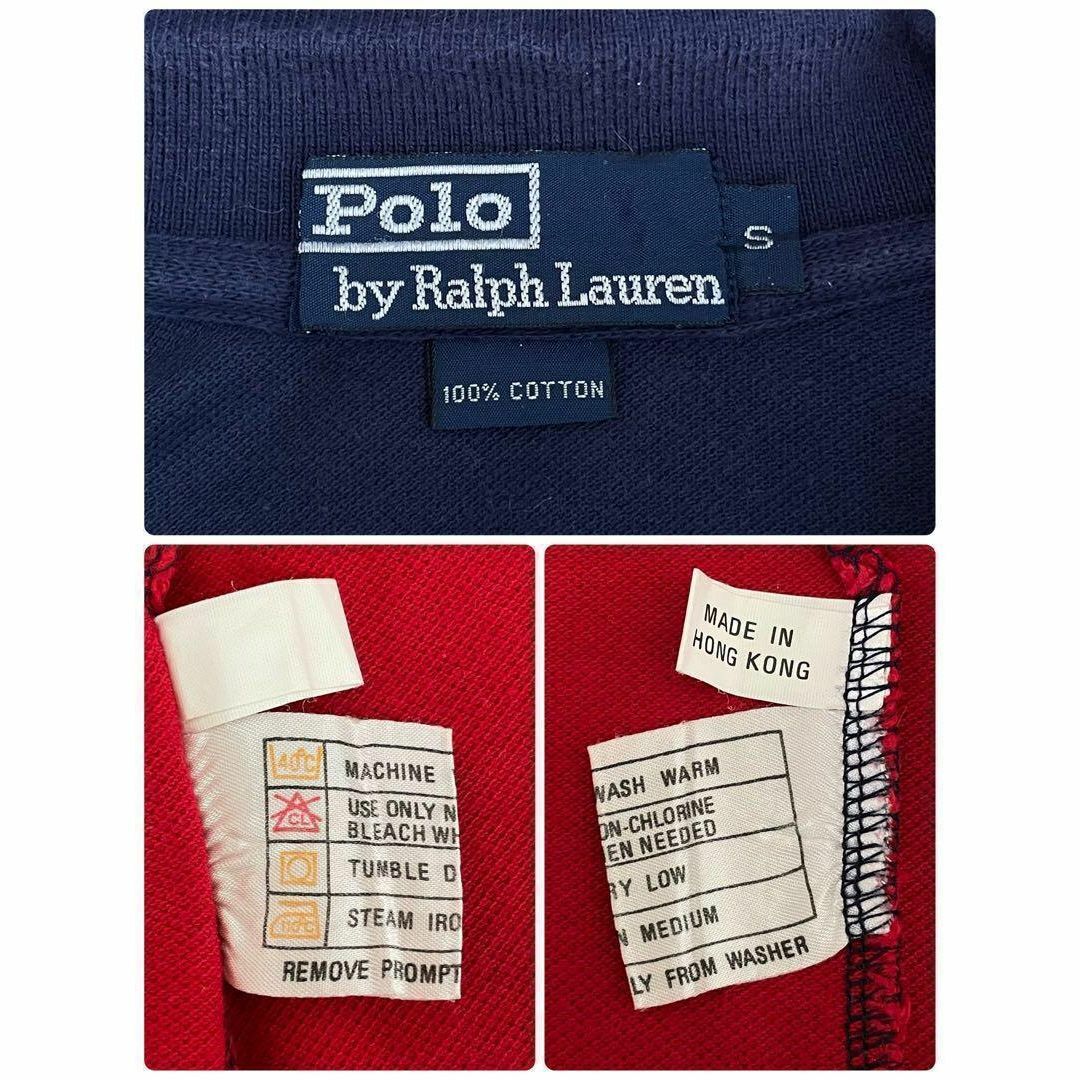 Polo
by Ralph Lauren
S
100% COTTON
40°C
MACHINE
CL
USE ONLY N
BLEACH WH
TUMBLE D
STEAM IRO
REMOVE PROMPT
MADE IN
HONG KONG
WASH WARM
ON-CHLORINE
EN NEEDED
RY LOW
N MEDIUM
LY FROM WASHER